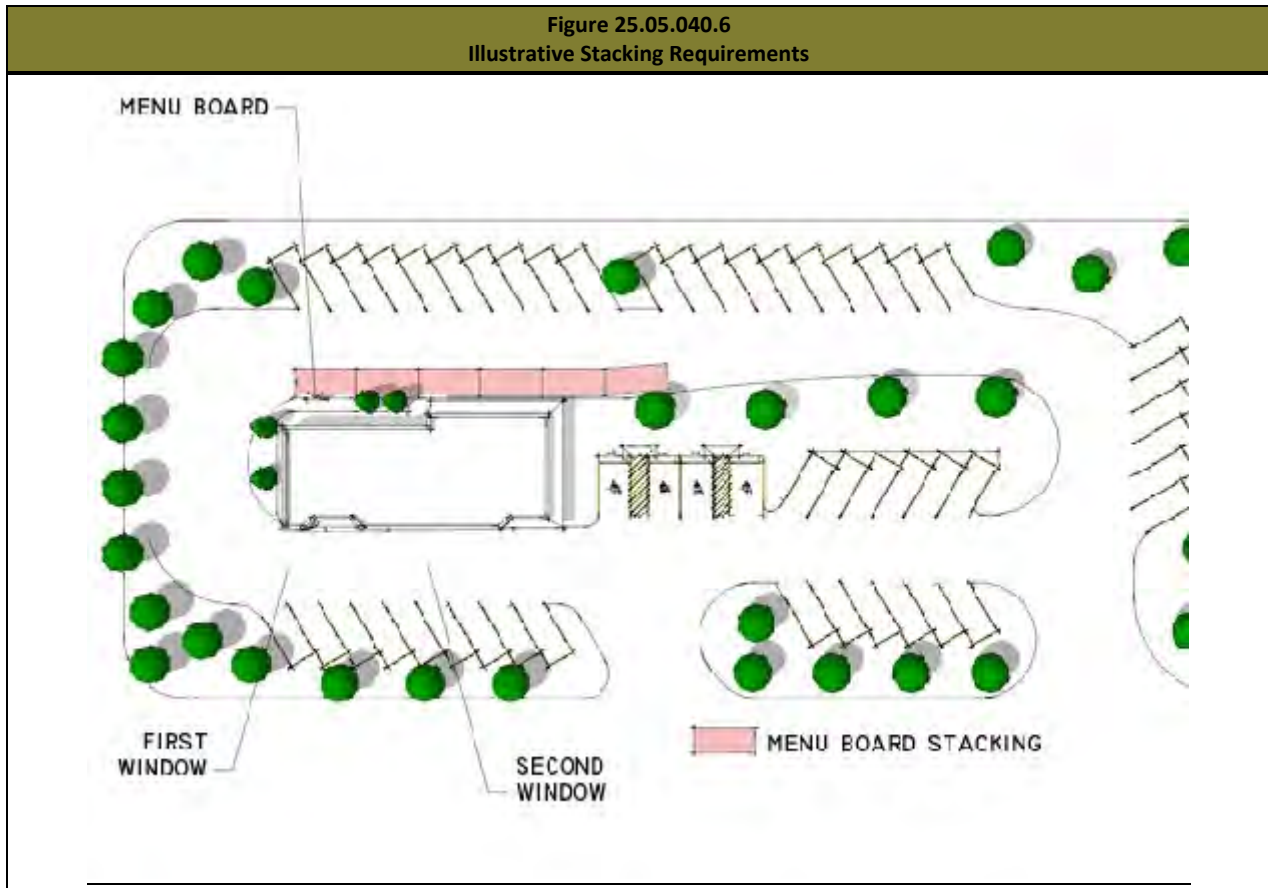 Figure 25.05.040.6
Illustrative Stacking Requirements
MENU BOARD
FIRST
WINDOW
SECOND
WINDOW
MENU BOARD STACKING